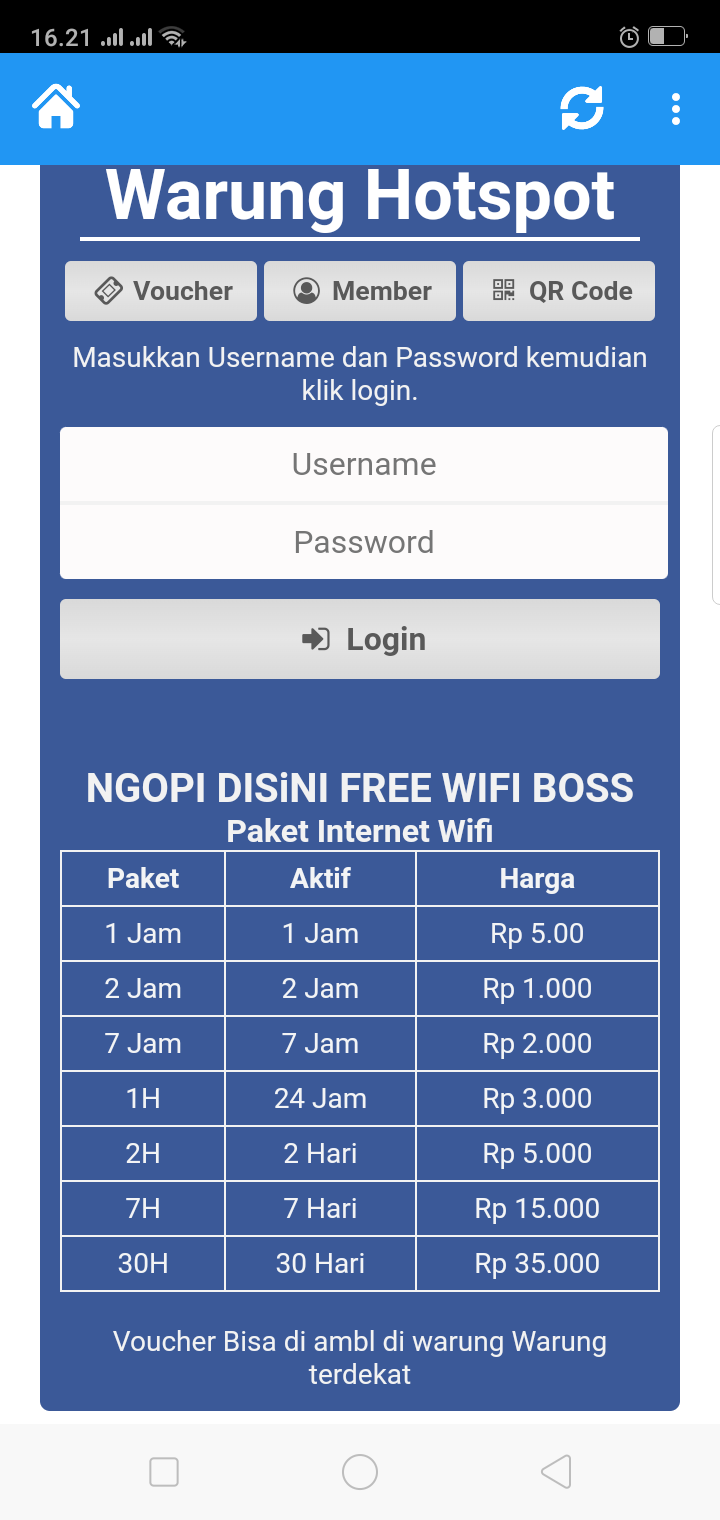 16.21
Warung Hotspot
Voucher
Member
QR Code
Masukkan Username dan Password kemudian
klik login.
Username
Password
Login
NGOPI DISiNI FREE WIFI BOSS
Paket Internet Wifi
Paket Aktif Harga
1 Jam 1 Jam Rp 5.00
2 Jam 2 Jam Rp 1.000
7 Jam 7 Jam Rp 2.000
1H 24 Jam Rp 3.000
2H 2 Hari Rp 5.000
7H 7 Hari Rp 15.000
30H 30 Hari Rp 35.000
Voucher Bisa di ambl di warung Warung
terdekat